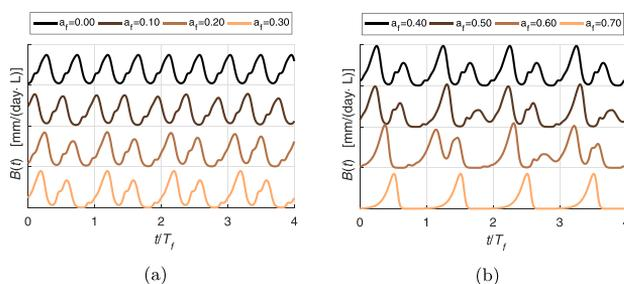 a_f=0.00 a_f=0.10 a_f=0.20 a_f=0.30
B(t) [mm/(day· L)]
0 1 2 3 4
t/T_f
(a)
a_f=0.40 a_f=0.50 a_f=0.60 a_f=0.70
B(t) [mm/(day· L)]
0 1 2 3 4
t/T_f
(b)